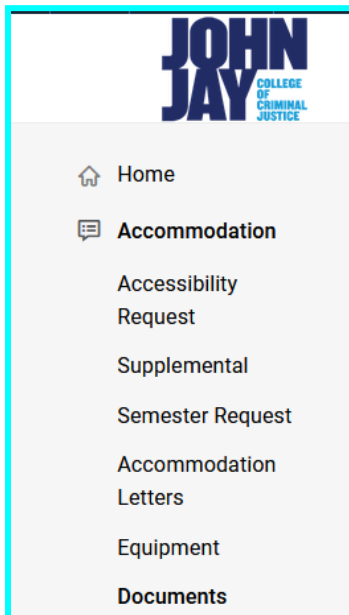 JOHN
JAY
COLLEGE
OF
CRIMINAL
JUSTICE
Home
Accommodation
Accessibility
Request
Supplemental
Semester Request
Accommodation
Letters
Equipment
Documents